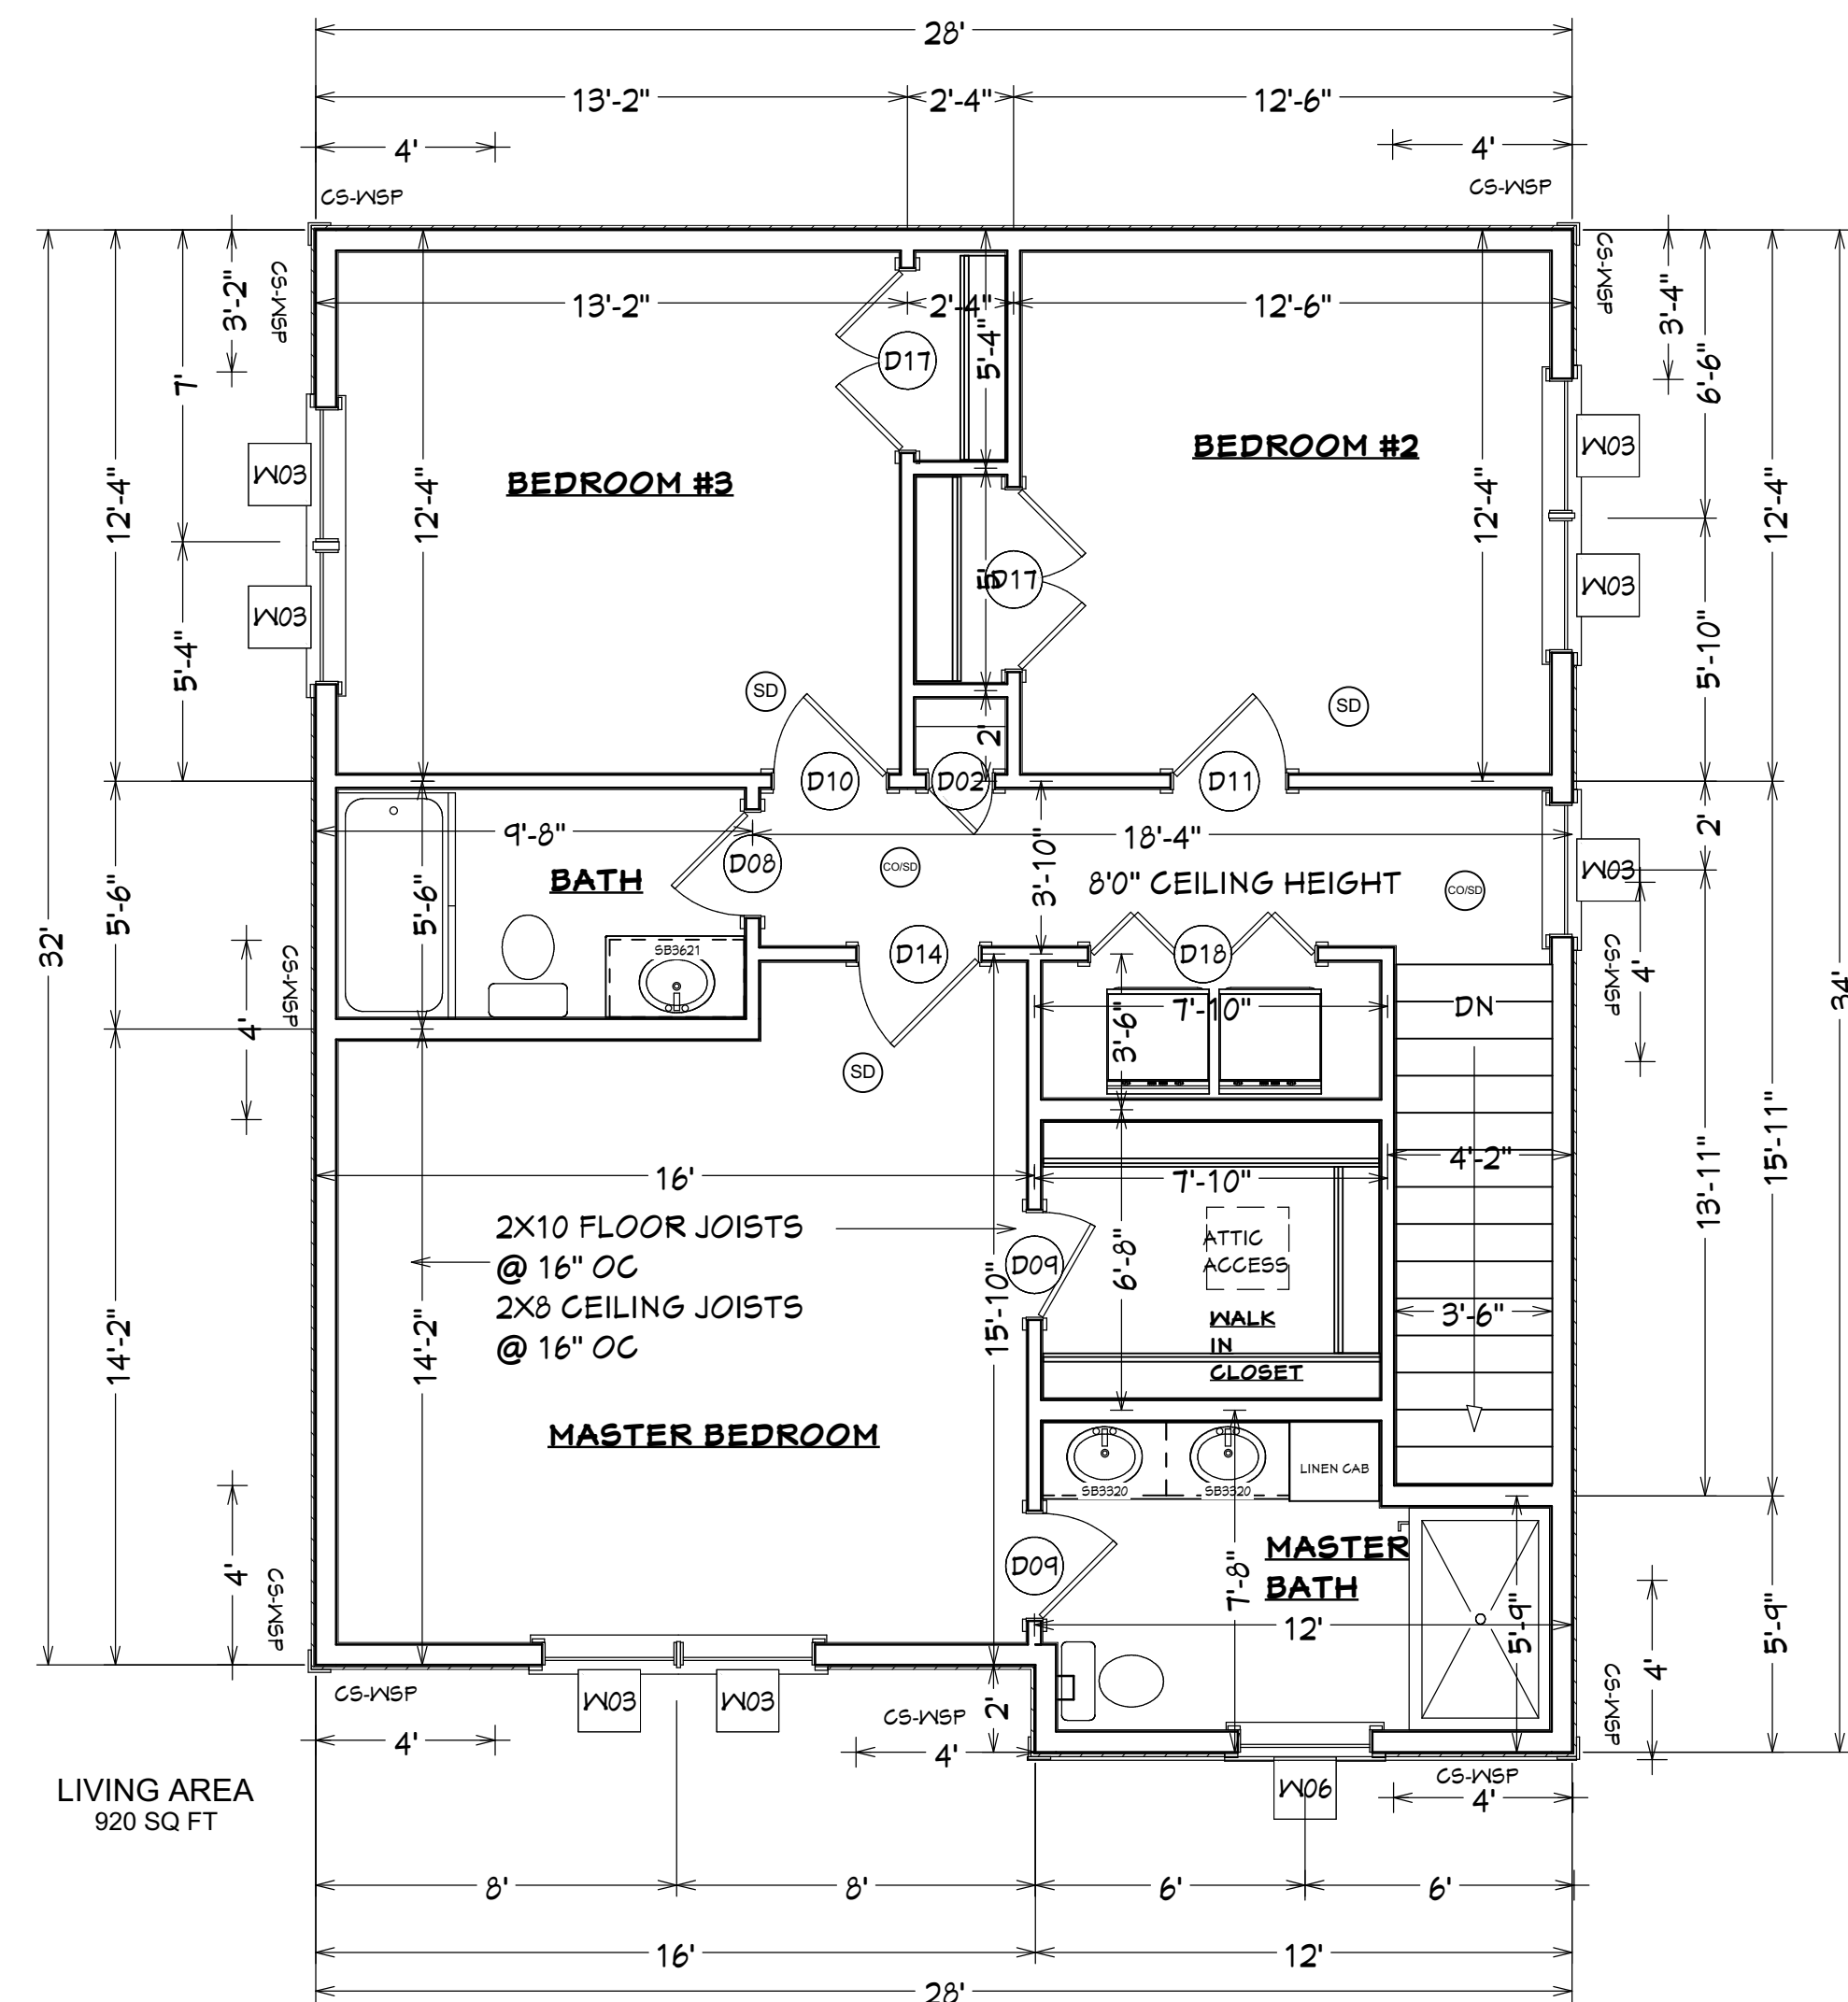 28'
13'-2" 2'-4" 12'-6"
4' 4'
CS-WSP CS-WSP
CS-WSP CS-WSP
3'-2" 3'-4"
13'-2" 2'-4" 12'-6"
7' 5'-4" 6'-6"
D17
BEDROOM #2
W03 W03
BEDROOM #3
12'-4" 12'-4" 12'-4" 12'-4"
5' D17
W03 W03
5'-4" 5'-10"
SD SD
2'
D10 D02 D11
9'-8" 18'-4" 2'
D08 CO/SD 3'-10" W03
BATH 8'0" CEILING HEIGHT CO/SD
5'-6" 5'-6"
32' SB3621 D14 D18 4' 34'
CS-WSP CS-WSP
4' 7'-10" DN
3'-6"
SD
15'-11"
16' 7'-10" 4'-2" 13'-11"
2X10 FLOOR JOISTS
@ 16" OC
2X8 CEILING JOISTS
@ 16" OC
D09 6'-8" ATTIC
ACCESS
15'-10"
WALK
IN
CLOSET
3'-6"
14'-2" 14'-2"
MASTER BEDROOM
SB3320 SB3320 LINEN CAB
4' D09 7'-8" MASTER
BATH
CS-WSP
12' 5'-9" 5'-9"
CS-WSP W03 W03 2' 4' CS-WSP
CS-WSP
4' 4' CS-WSP
W06 4'
LIVING AREA
920 SQ FT
8' 8' 6' 6'
16' 12'
28'